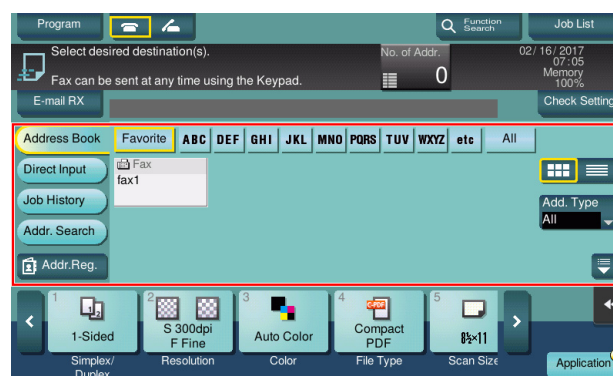 Program
Function
Search
Job List
Select desired destination(s).
No. of Addr.
02/16/2017
07:05
Fax can be sent at any time using the Keypad.
0
Memory
100%
E-mail RX
Check Setting
Address Book
Favorite
ABC
DEF
GHI
JKL
MNO
PQRS
TUV
WXYZ
etc
All
Direct Input
Fax
fax1
Job History
Add. Type
All
Addr. Search
Addr.Reg.
1
2
3
4
5
1-Sided
S 300dpi
F Fine
Auto Color
Compact
PDF
8½×11
Simplex/
Duplex
Resolution
Color
File Type
Scan Size
Application